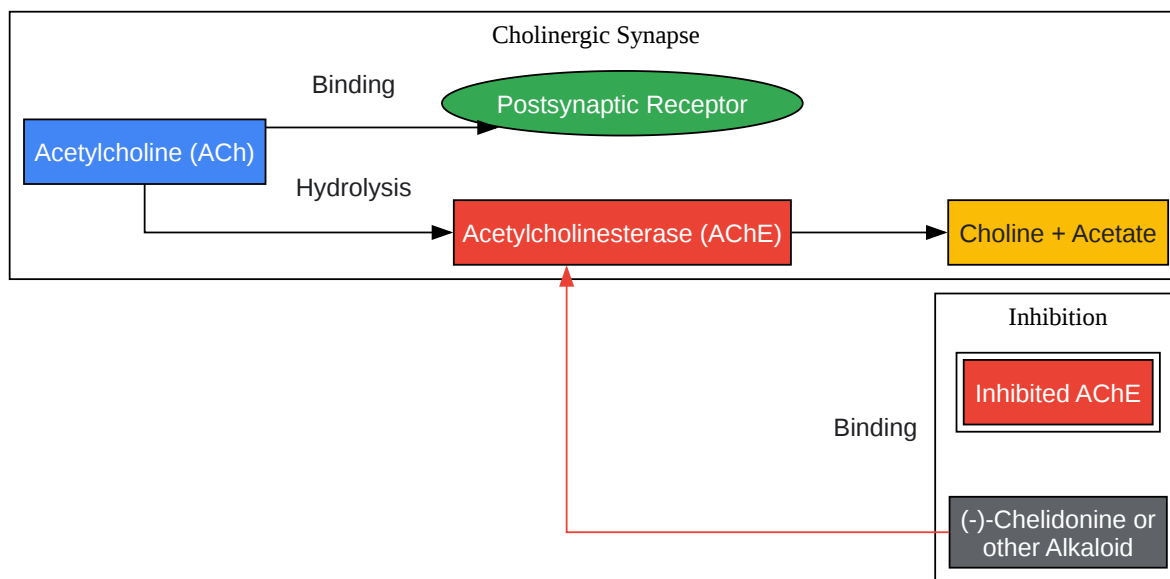 Cholinergic Synapse
Binding
Postsynaptic Receptor
Acetylcholine (ACh)
Hydrolysis
Acetylcholinesterase (AChE)
Choline + Acetate
Inhibition
Inhibited AChE
Binding
(-)-Chelidonine or
other Alkaloid